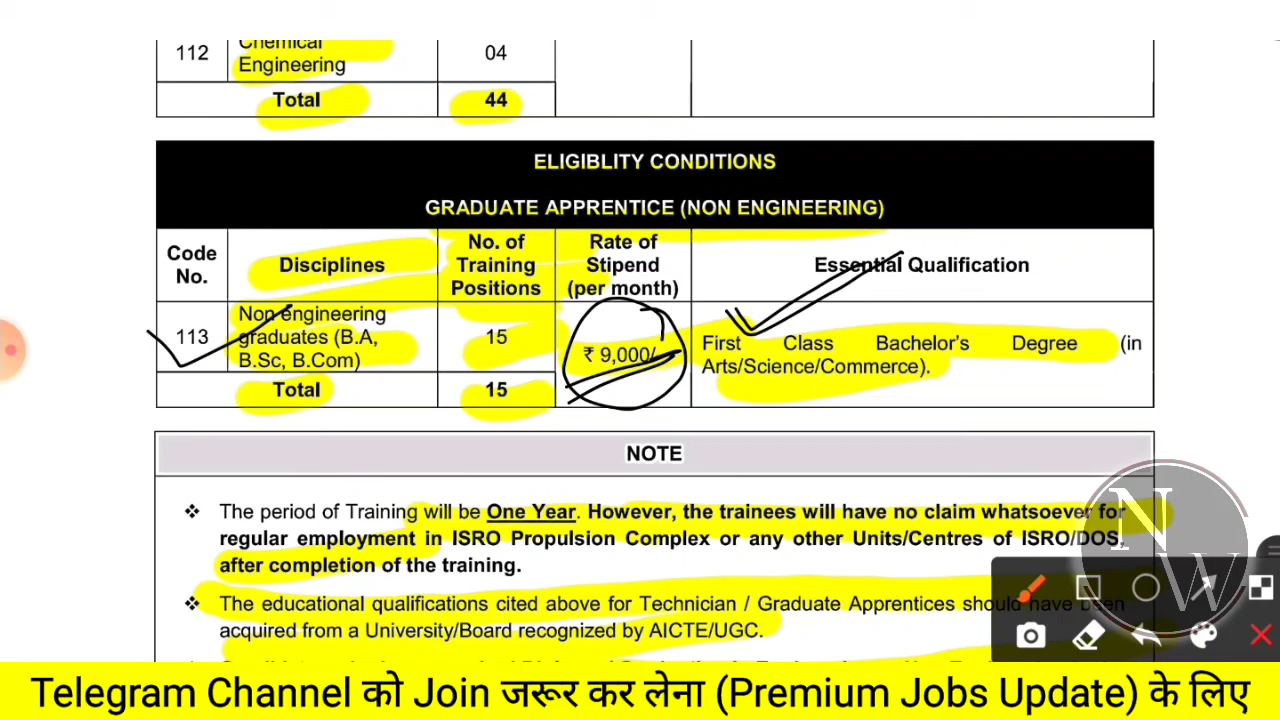 112 Chemical 04
Engineering
Total 44
ELIGIBLITY CONDITIONS
GRADUATE APPRENTICE (NON ENGINEERING)
Code No. Disciplines No. of Training Positions Rate of Stipend (per month) Essential Qualification
113 Non engineering graduates (B.A, B.Sc, B.Com) 15 ₹ 9,000/- First Class Bachelor's Degree (in Arts/Science/Commerce).
Total 15
NOTE
❖ The period of Training will be One Year. However, the trainees will have no claim whatsoever for
regular employment in ISRO Propulsion Complex or any other Units/Centres of ISRO/DOS,
after completion of the training.
❖ The educational qualifications cited above for Technician / Graduate Apprentices should have been
acquired from a University/Board recognized by AICTE/UGC.
NW
Telegram Channel को Join जरूर कर लेना (Premium Jobs Update) के लिए